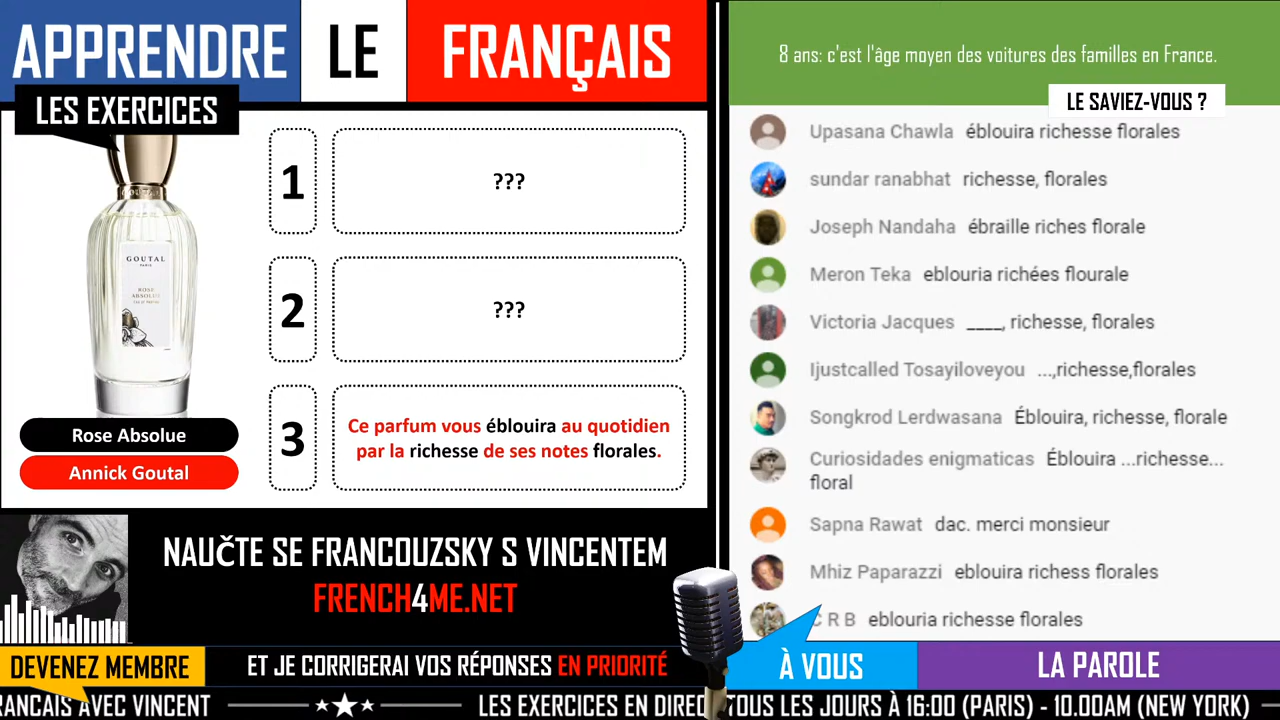 APPRENDRE LE FRANÇAIS
LES EXERCICES
GOUTAL
GOUTAL
PARIS
ROSE
ABSOLUE
Rose Absolue
Annick Goutal
1
???
2
???
3
Ce parfum vous éblouira au quotidien
par la richesse de ses notes florales.
NAUČTE SE FRANCOUZSKY S VINCENTEM
FRENCH4ME.NET
DEVENEZ MEMBRE
ET JE CORRIGERAI VOS RÉPONSES EN PRIORITÉ
8 ans: c'est l'âge moyen des voitures des familles en France.
LE SAVIEZ-VOUS ?
Upasana Chawla éblouira richesse florales
sundar ranabhat richesse, florales
Joseph Nandaha ébraille riches florale
Meron Teka eblouria richées flourale
Victoria Jacques ____, richesse, florales
Ijustcalled Tosayiloveyou ...,richesse,florales
Songkrod Lerdwasana Éblouira, richesse, florale
Curiosidades enigmaticas Éblouira ...richesse...
floral
Sapna Rawat dac. merci monsieur
Mhiz Paparazzi eblouira richess florales
C R B eblouria richesse florales
À VOUS
LA PAROLE
RANCAIS AVEC VINCENT
LES EXERCICES EN DIREC TOUS LES JOURS À 16:00 (PARIS) - 10.00AM (NEW YORK)